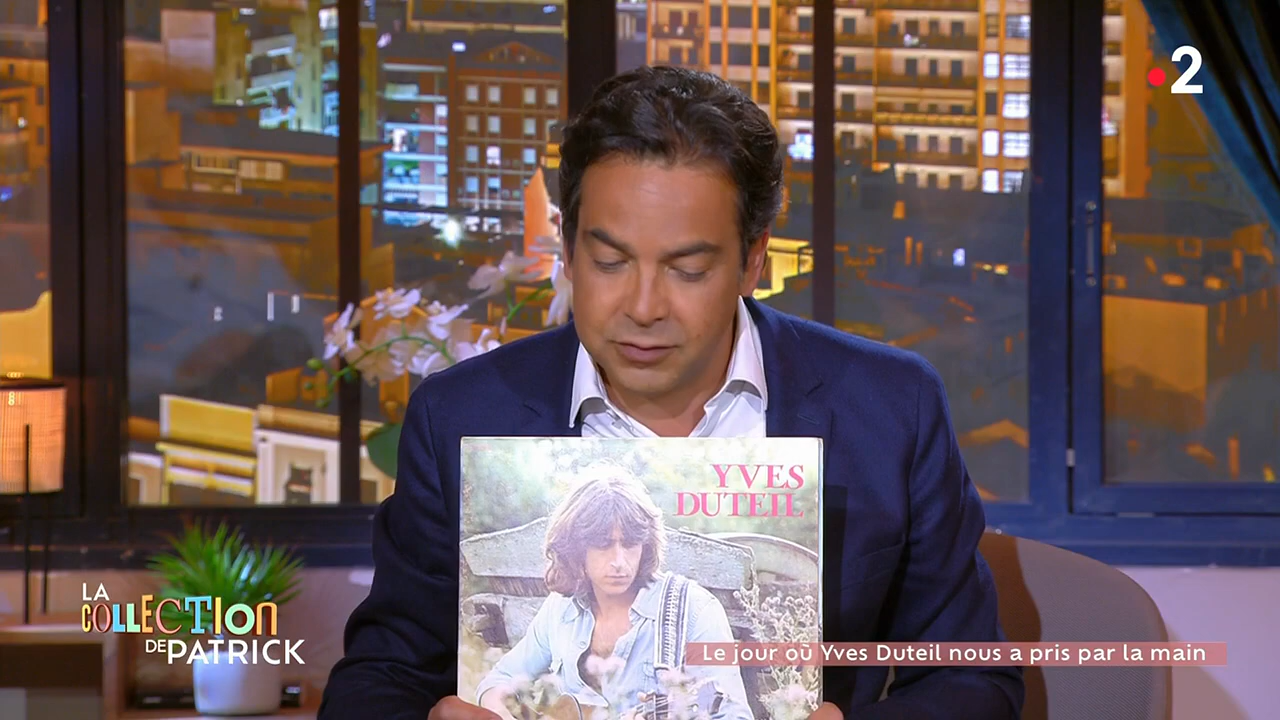 2
YVES
DUTEIL
LA
COLLECTION
DE PATRICK
Le jour où Yves Duteil nous a pris par la main